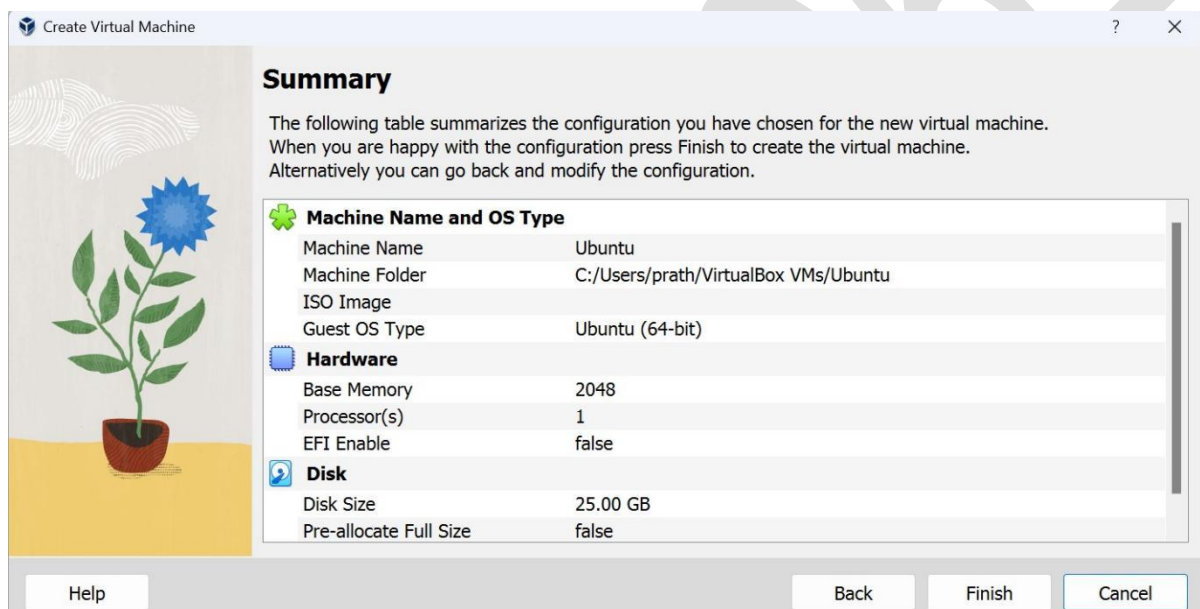 Create Virtual Machine ? ×
Summary
The following table summarizes the configuration you have chosen for the new virtual machine.
When you are happy with the configuration press Finish to create the virtual machine.
Alternatively you can go back and modify the configuration.
Machine Name and OS Type
Machine Name Ubuntu
Machine Folder C:/Users/prath/VirtualBox VMs/Ubuntu
ISO Image
Guest OS Type Ubuntu (64-bit)
Hardware
Base Memory 2048
Processor(s) 1
EFI Enable false
Disk
Disk Size 25.00 GB
Pre-allocate Full Size false
Help Back Finish Cancel